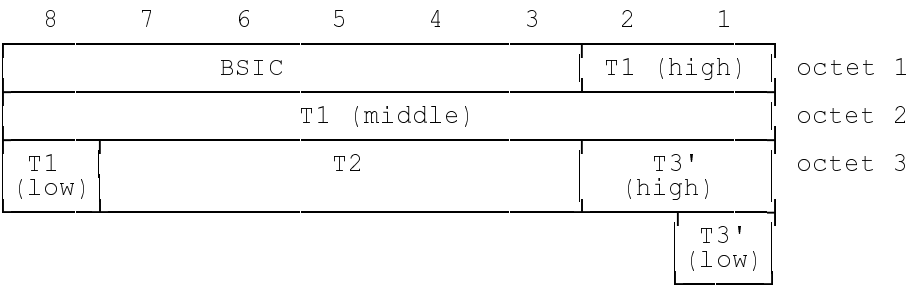 8 7 6 5 4 3 2 1
BSIC T1 (high) octet 1
T1 (middle) octet 2
T1 T2 T3' octet 3
(low) (high)
T3'
(low)